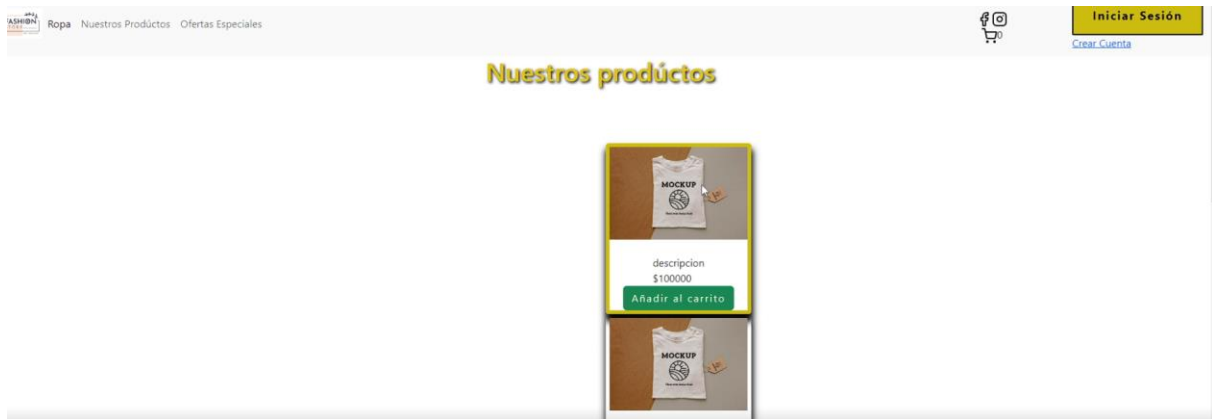 FASHION
Ropa Nuestros Prodúctos Ofertas Especiales
0
Iniciar Sesión
Crear Cuenta
Nuestros prodúctos
MOCKUP
descripcion
$100000
Añadir al carrito
MOCKUP